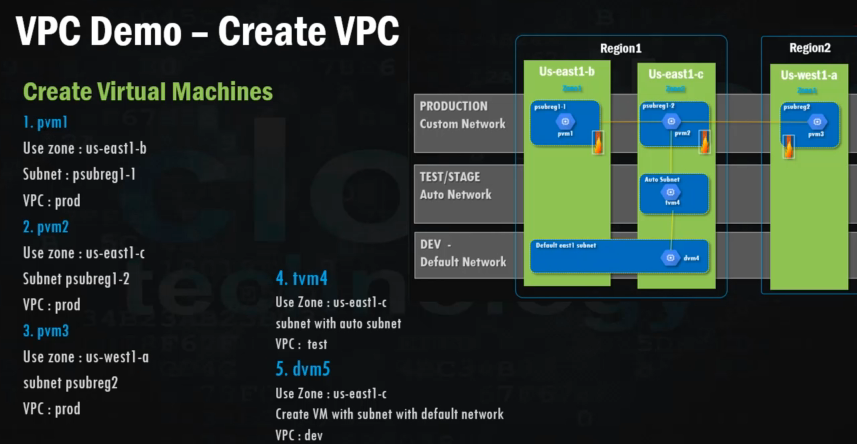 VPC Demo – Create VPC
Create Virtual Machines
1. pvm1
Use zone : us-east1-b
Subnet : psubreg1-1
VPC : prod
2. pvm2
Use zone : us-east1-c
Subnet psubreg1-2
VPC : prod
3. pvm3
Use zone : us-west1-a
subnet psubreg2
VPC : prod
4. tvm4
Use Zone : us-east1-c
subnet with auto subnet
VPC : test
5. dvm5
Use Zone : us-east1-c
Create VM with subnet with default network
VPC : dev
Region1
Region2
Us-east1-b
Us-east1-c
Us-west1-a
PRODUCTION
Custom Network
psubreg1-1
pvm1
psubreg1-2
pvm2
psubreg2
pvm3
TEST/STAGE
Auto Network
Auto Subnet
tvm4
DEV -
Default Network
Default east1 subnet
dvm4